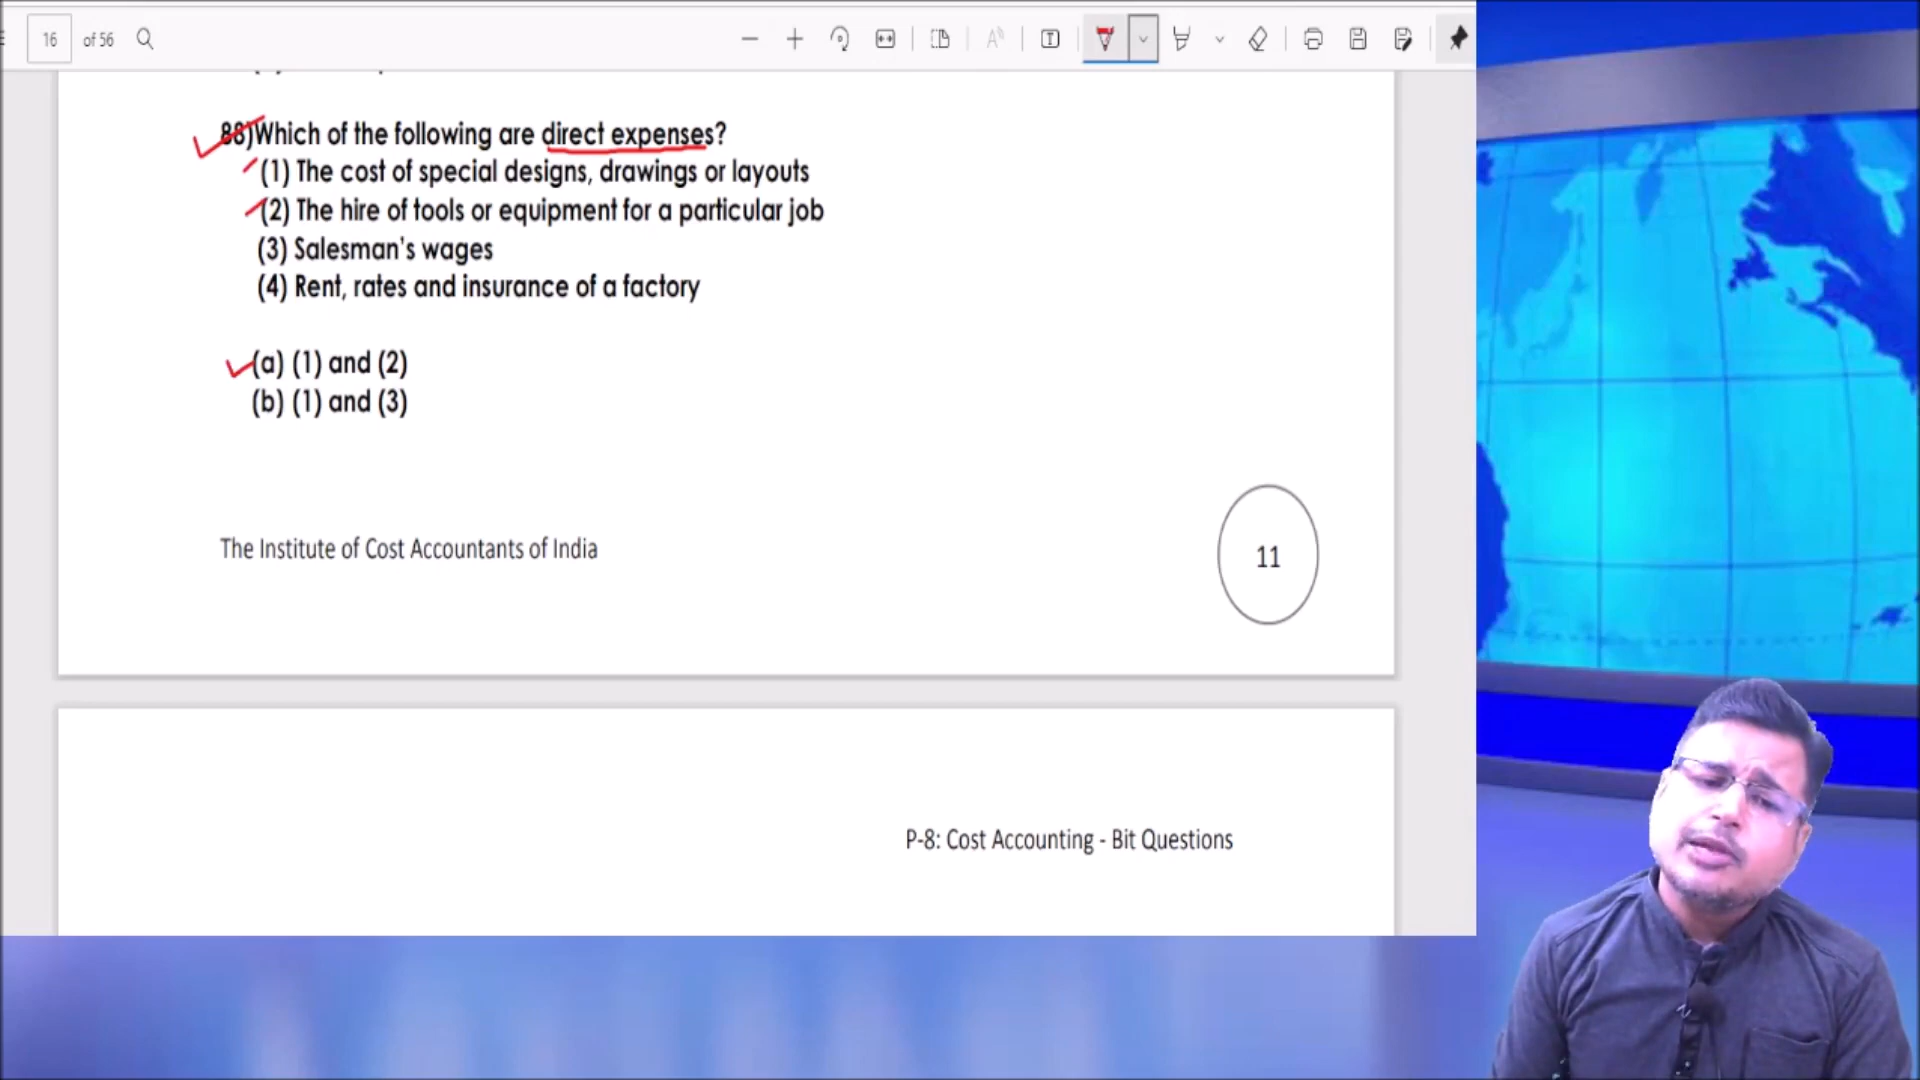 16 of 56
88)Which of the following are direct expenses?
(1) The cost of special designs, drawings or layouts
(2) The hire of tools or equipment for a particular job
(3) Salesman's wages
(4) Rent, rates and insurance of a factory
(a) (1) and (2)
(b) (1) and (3)
The Institute of Cost Accountants of India
11
P-8: Cost Accounting - Bit Questions